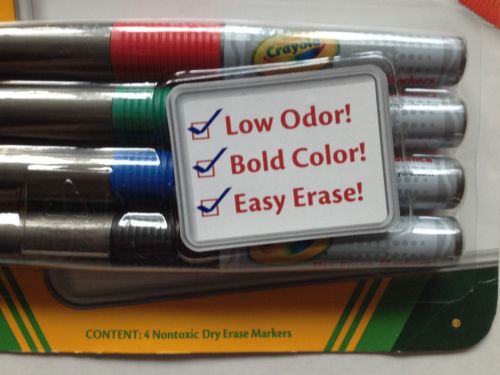 Crayola
Low Odor!
Bold Color!
Easy Erase!
CONTENT: 4 Nontoxic Dry Erase Markers
®